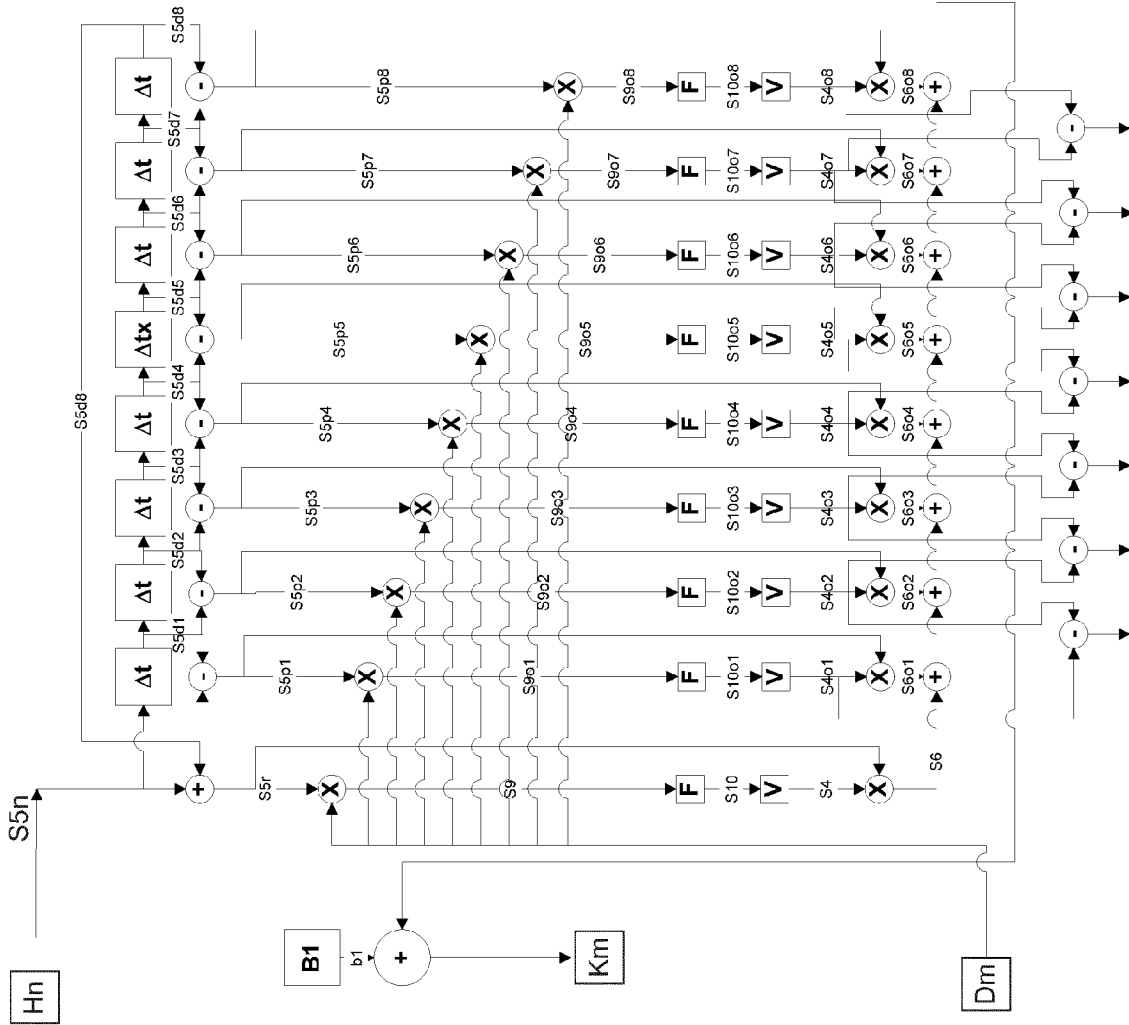 Hn
S5n
S5d8
Δt
Δt
Δt
Δt
Δtx
Δt
Δt
Δt
S5d1
S5d2
S5d3
S5d4
S5d5
S5d6
S5d7
S5d8
+
-
-
-
-
-
-
-
-
S5r
S5p1
S5p2
S5p3
S5p4
S5p5
S5p6
S5p7
S5p8
X
X
X
X
X
X
X
X
X
B1
b1
+
Km
S9
S9o1
S9o2
S9o3
S9o4
S9o5
S9o6
S9o7
S9o8
F
F
F
F
F
F
F
F
F
S10
S10o1
S10o2
S10o3
S10o4
S10o5
S10o6
S10o7
S10o8
V
V
V
V
V
V
V
V
V
S4
S4o1
S4o2
S4o3
S4o4
S4o5
S4o6
S4o7
S4o8
X
X
X
X
X
X
X
X
X
S6
S6o1
S6o2
S6o3
S6o4
S6o5
S6o6
S6o7
S6o8
+
+
+
+
+
+
+
+
Dm
-
-
-
-
-
-
-